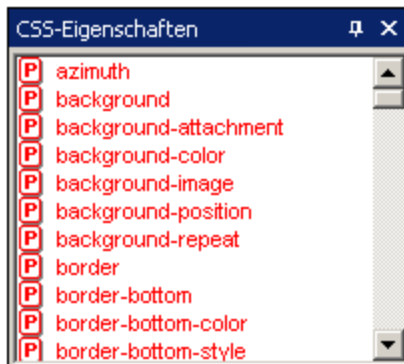 CSS-Eigenschaften
P azimuth
P background
P background-attachment
P background-color
P background-image
P background-position
P background-repeat
P border
P border-bottom
P border-bottom-color
P border-bottom-style